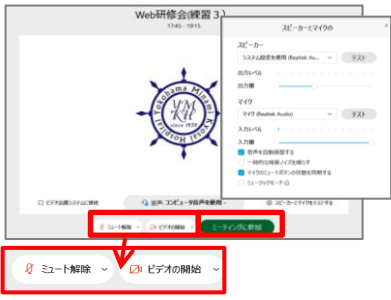 Web研修会(練習３)
17:45 - 19:15
スピーカーとマイクの
スピーカー
システム設定を使用 (Realtek Au...
テスト
出力レベル
出力音量
マイク
マイク (Realtek Audio)
テスト
入力レベル
入力音量
音声を自動調整する
一時的な背景ノイズを減らす
マイクのミュートボタンの状態を同期する
ミュージックモード
Yokohama Minami Kyosai Hospital
YM
KH
since 1939
ビデオ会議システムに接続
音声: コンピュータ音声を使用
スピーカーとマイクをテストする
ミュート解除
ビデオの開始
ミーティングに参加
ミュート解除
ビデオの開始